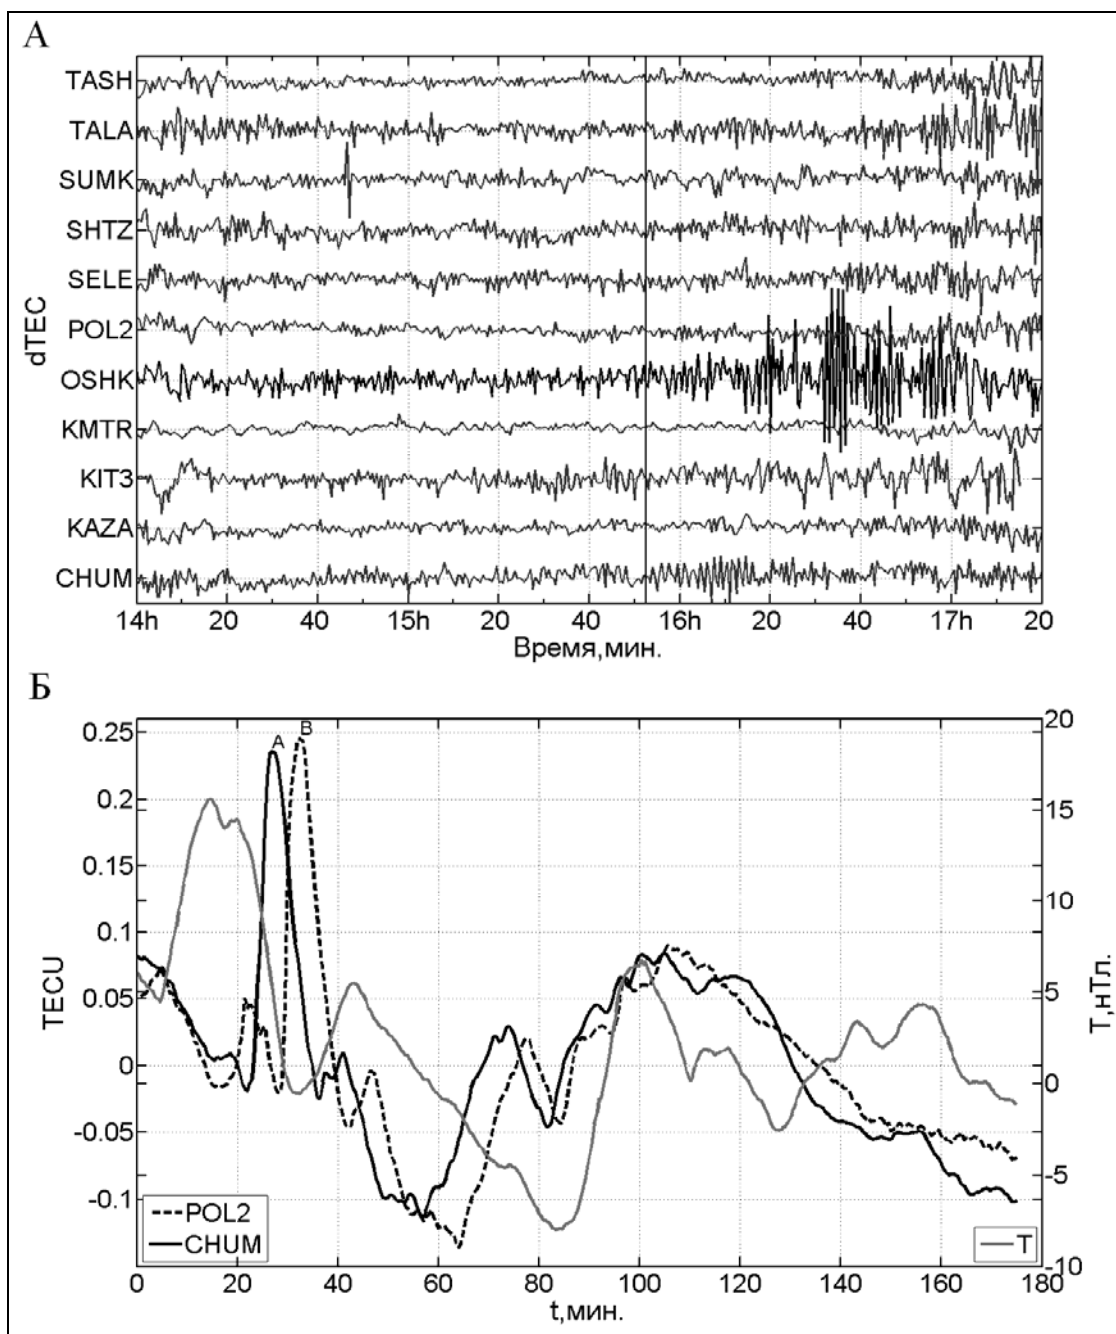 А
TASH
TALA
SUMK
SHTZ
SELE
POL2
OSHK
KMTR
KIT3
KAZA
CHUM
dTEC
14h 20 40 15h 20 40 16h 20 40 17h 20
Время,мин.
Б
A B
0.25
0.2
0.15
0.1
0.05
0
-0.05
-0.1
TECU
20
15
10
5
0
-5
-10
T,нТл.
POL2
CHUM
T
0 20 40 60 80 100 120 140 160 180
t,мин.